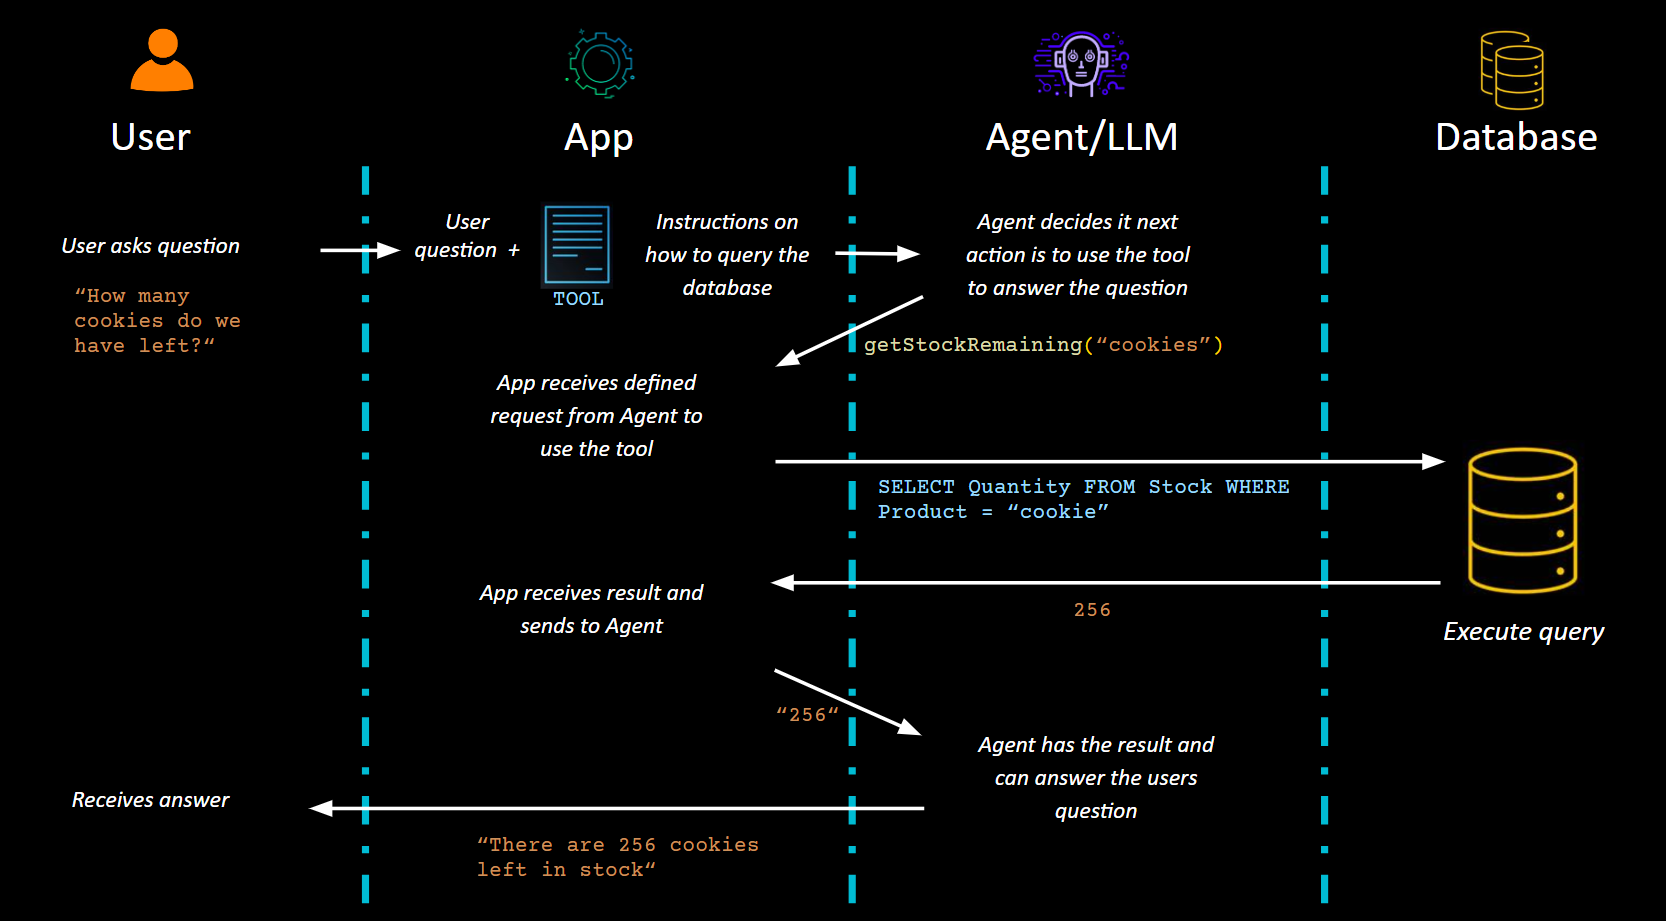 User
App
Agent/LLM
Database
User asks question
“How many
cookies do we
have left?“
User
question +
TOOL
Instructions on
how to query the
database
Agent decides it next
action is to use the tool
to answer the question
getStockRemaining(“cookies”)
App receives defined
request from Agent to
use the tool
SELECT Quantity FROM Stock WHERE
Product = “cookie”
Execute query
256
App receives result and
sends to Agent
“256“
Agent has the result and
can answer the users
question
Receives answer
“There are 256 cookies
left in stock“